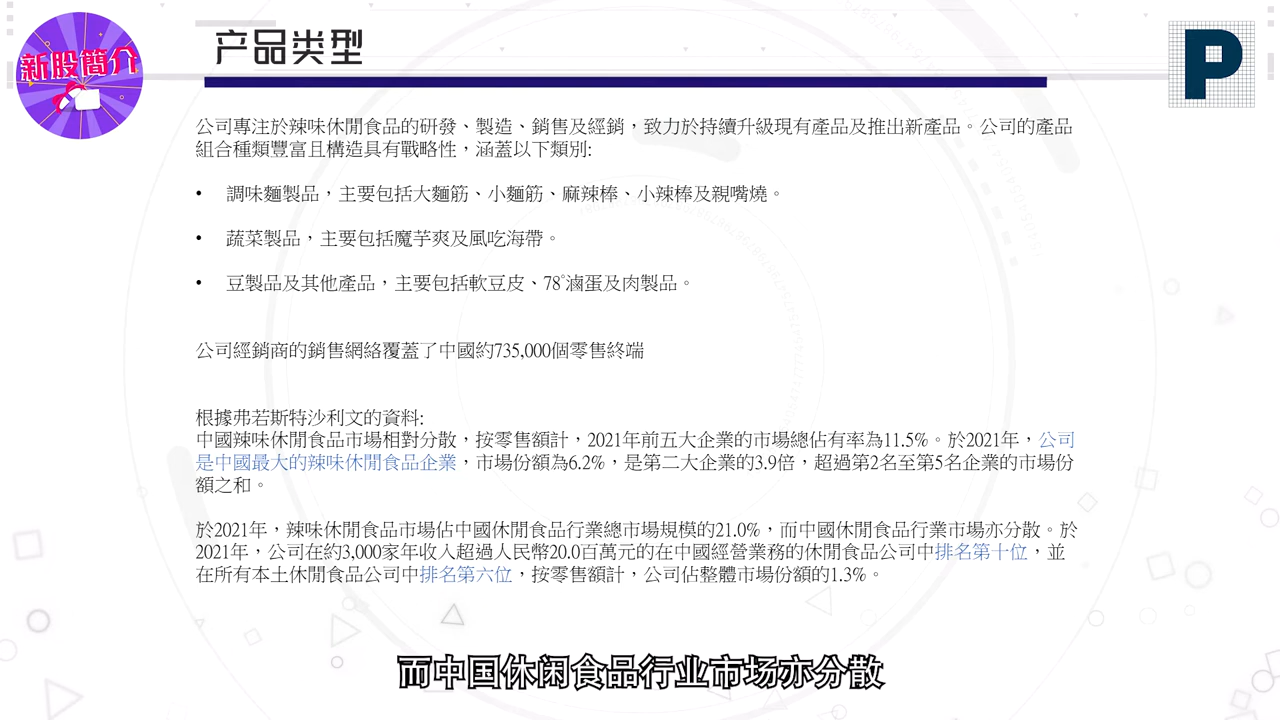 新股簡介
产品类型
P
公司專注於辣味休閒食品的研發、製造、銷售及經銷，致力於持續升級現有產品及推出新產品。公司的產品
組合種類豐富且構造具有戰略性，涵蓋以下類別:
• 調味麵製品，主要包括大麵筋、小麵筋、麻辣棒、小辣棒及親嘴燒。
• 蔬菜製品，主要包括魔芋爽及風吃海帶。
• 豆製品及其他產品，主要包括軟豆皮、78°滷蛋及肉製品。
公司經銷商的銷售網絡覆蓋了中國約735,000個零售終端
根據弗若斯特沙利文的資料:
中國辣味休閒食品市場相對分散，按零售額計，2021年前五大企業的市場總佔有率為11.5%。於2021年，公司
是中國最大的辣味休閒食品企業，市場份額為6.2%，是第二大企業的3.9倍，超過第2名至第5名企業的市場份
額之和。
於2021年，辣味休閒食品市場佔中國休閒食品行業總市場規模的21.0%，而中國休閒食品行業市場亦分散。於
2021年，公司在約3,000家年收入超過人民幣20.0百萬元的在中國經營業務的休閒食品公司中排名第十位，並
在所有本土休閒食品公司中排名第六位，按零售額計，公司佔整體市場份額的1.3%。
而中国休闲食品行业市场亦分散